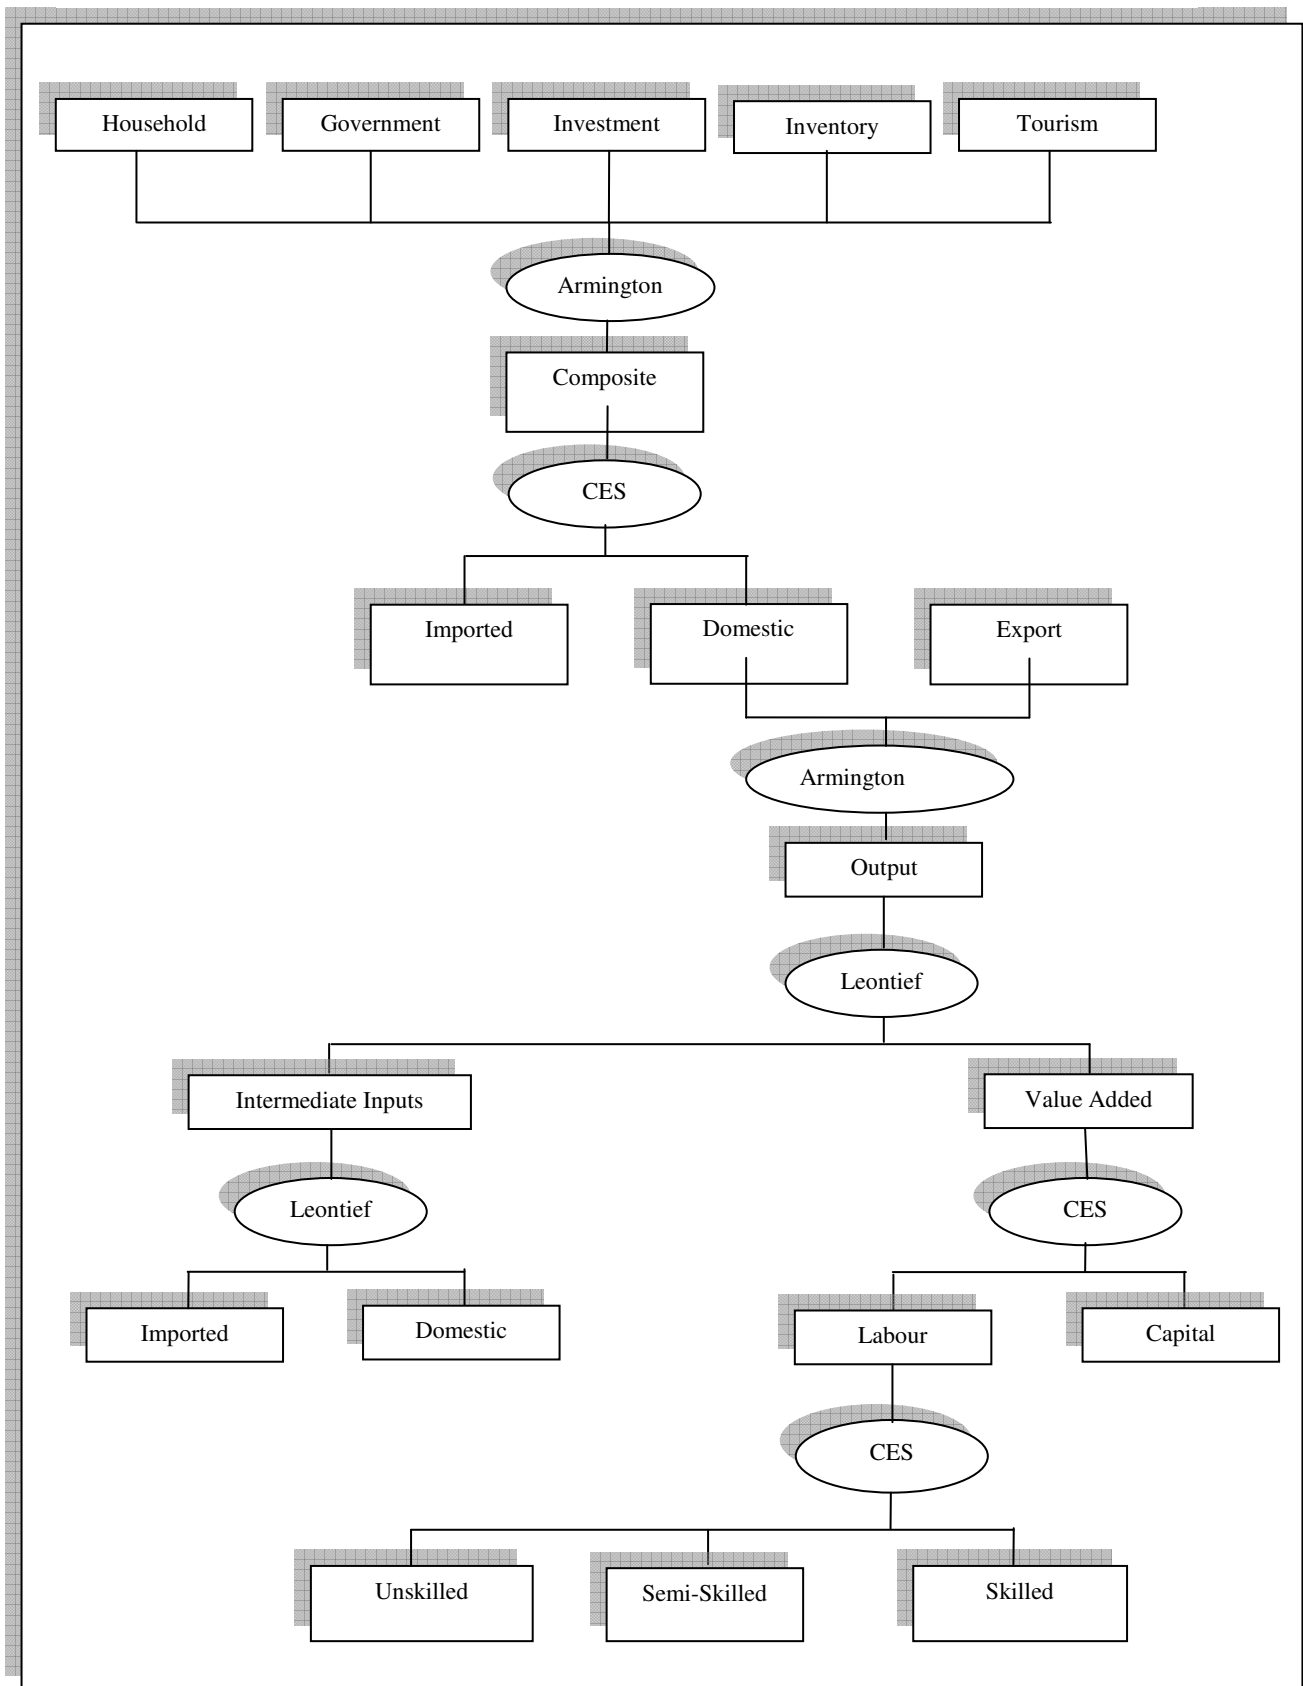 Household
Government
Investment
Inventory
Tourism
Armington
Composite
CES
Imported
Domestic
Export
Armington
Output
Leontief
Intermediate Inputs
Value Added
Leontief
CES
Imported
Domestic
Labour
Capital
CES
Unskilled
Semi-Skilled
Skilled